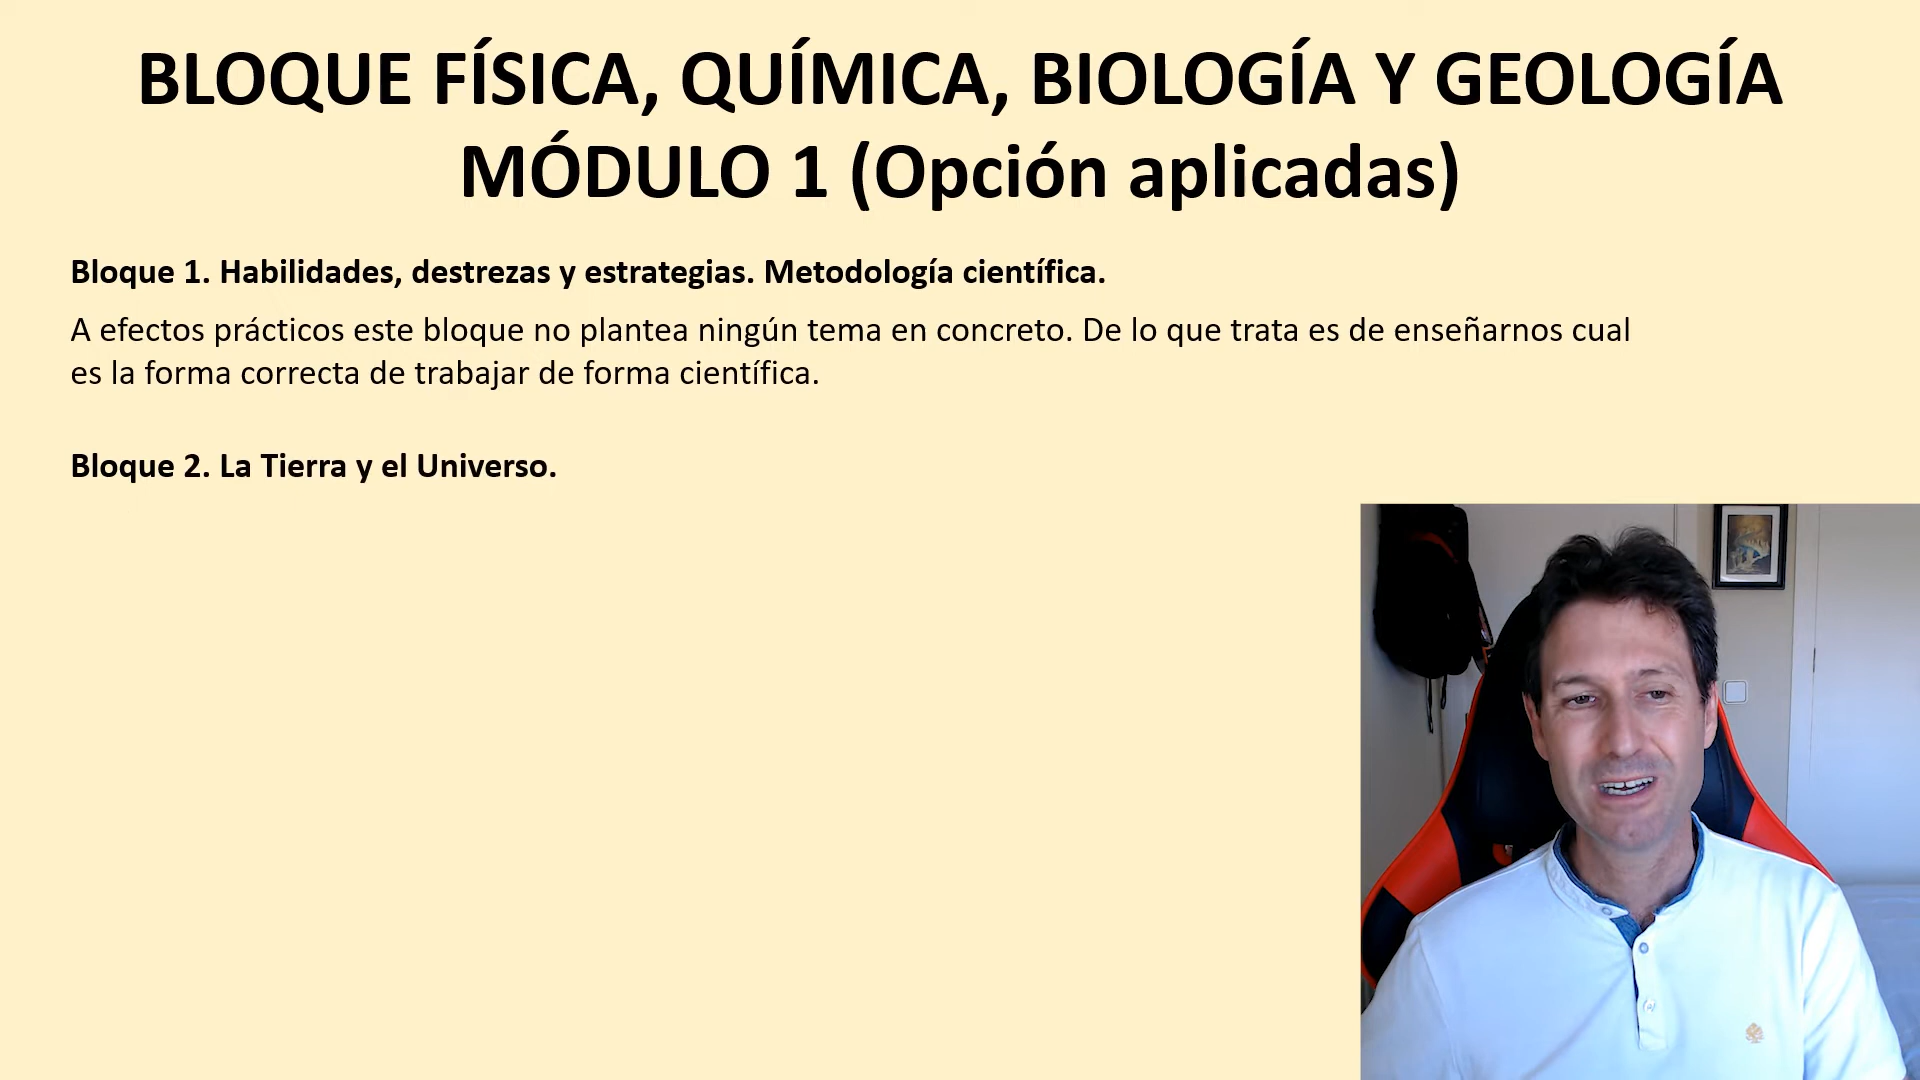 BLOQUE FÍSICA, QUÍMICA, BIOLOGÍA Y GEOLOGÍA
MÓDULO 1 (Opción aplicadas)
Bloque 1. Habilidades, destrezas y estrategias. Metodología científica.
A efectos prácticos este bloque no plantea ningún tema en concreto. De lo que trata es de enseñarnos cual
es la forma correcta de trabajar de forma científica.
Bloque 2. La Tierra y el Universo.